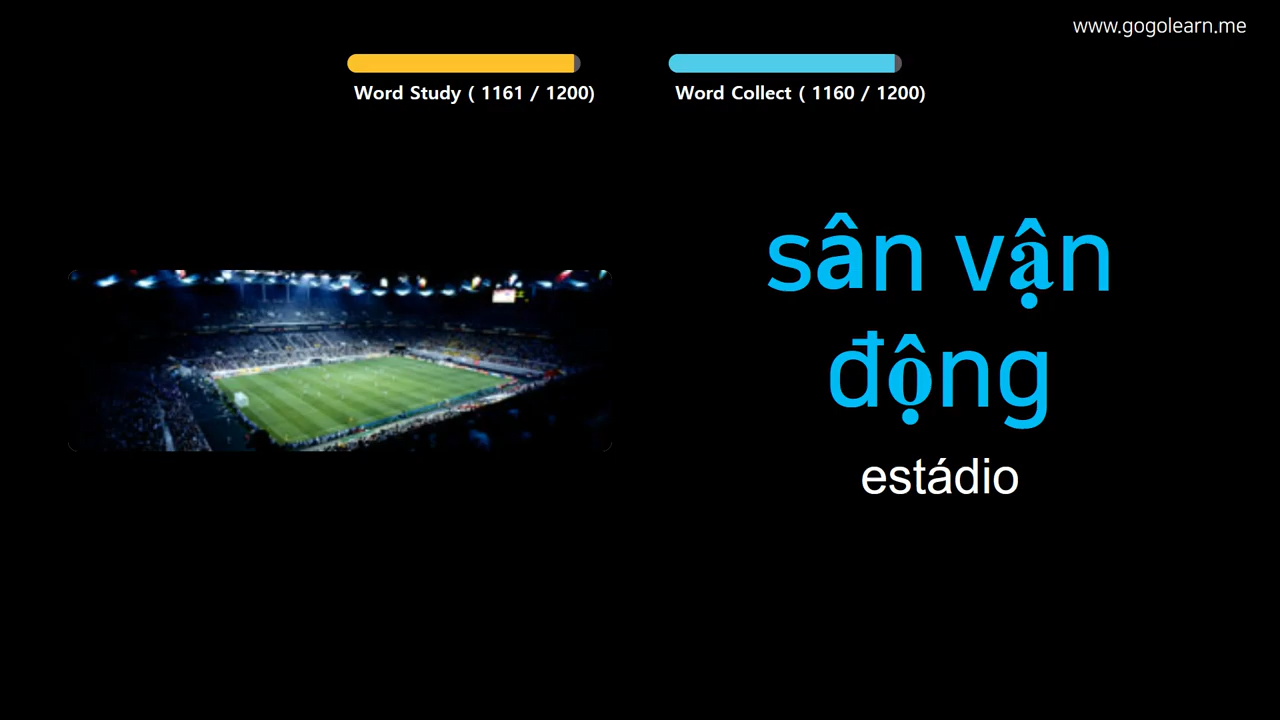 www.gogolearn.me
Word Study ( 1161 / 1200)
Word Collect ( 1160 / 1200)
sân vận
động
estádio